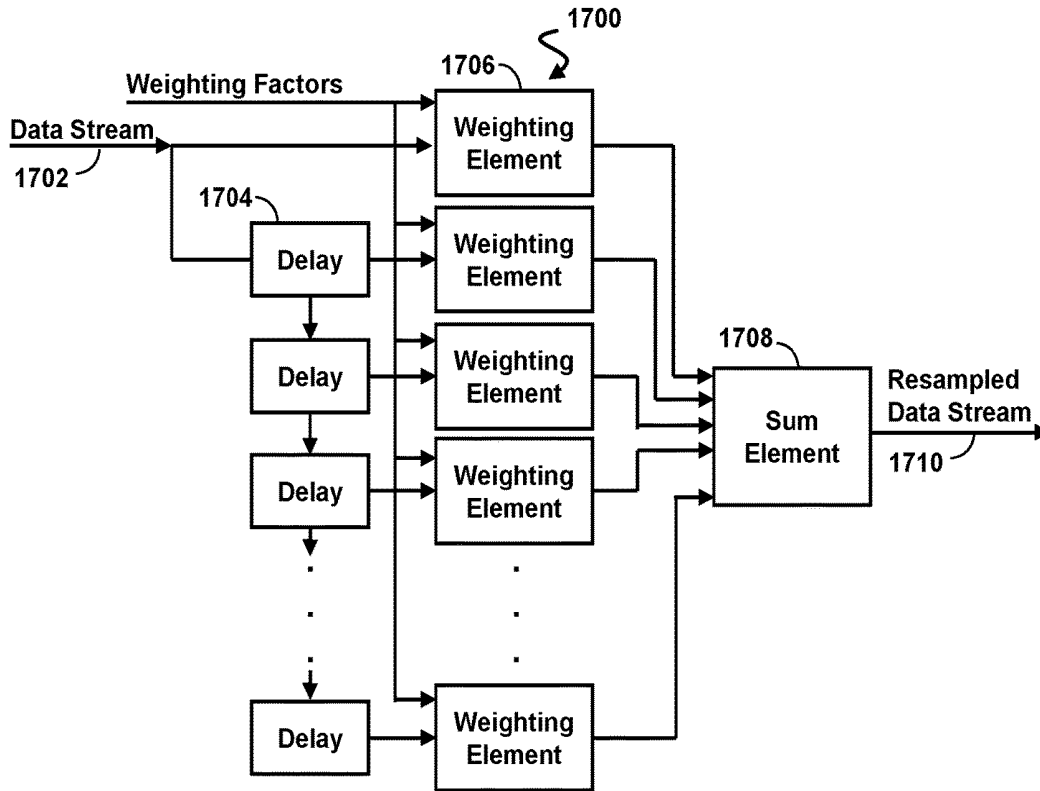 1700
1706
Weighting Factors
Weighting
Element
Data Stream
1702
1704
Delay
Weighting
Element
Delay
Weighting
Element
1708
Sum
Element
Resampled
Data Stream
1710
Delay
Weighting
Element
Delay
Weighting
Element